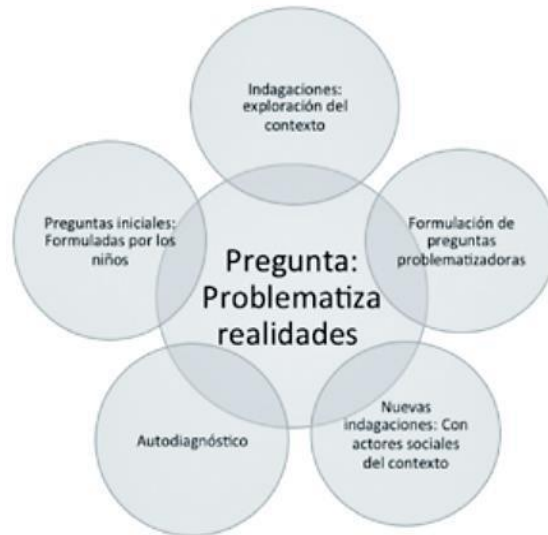 Indagaciones:
exploración del
contexto
Preguntas iniciales:
Formuladas por los
niños
Formulación de
preguntas
problematizadoras
Pregunta:
Problematiza
realidades
Nuevas
indagaciones: Con
actores sociales
del contexto
Autodiagnóstico